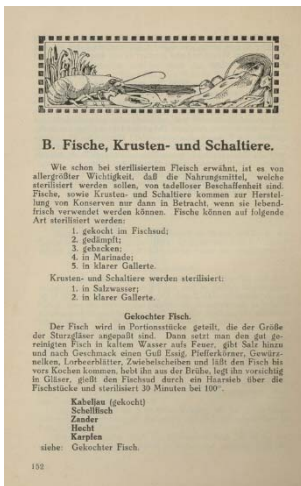 B. Fische, Krusten- und Schaltiere.
Wie schon bei sterilisiertem Fleisch erwähnt, ist es von
allergrößter Wichtigkeit, daß die Nahrungsmittel, welche
sterilisiert werden sollen, von tadelloser Beschaffenheit sind.
Fische, sowie Krusten- und Schaltiere kommen zur Herstel-
lung von Konserven nur dann in Betracht, wenn sie lebend-
frisch verwendet werden können. Fische können auf folgende
Art sterilisiert werden:
1. gekocht im Fischsud;
2. gedämpft;
3. gebacken;
4. in Marinade;
5. in klarer Gallerte.
Krusten- und Schaltiere werden sterilisiert:
1. in Salzwasser;
2. in klarer Gallerte.
Gekochter Fisch.
Der Fisch wird in Portionsstücke geteilt, die der Größe
der Sturzgläser angepaßt sind. Dann setzt man den gut ge-
reinigten Fisch in kaltem Wasser aufs Feuer, gibt Salz hinzu
und nach Geschmack einen Guß Essig, Pfefferkörner, Gewürz-
nelken, Lorbeerblätter, Zwiebelscheiben und läßt den Fisch bis
vors Kochen kommen, hebt ihn aus der Brühe, legt ihn vorsichtig
in Gläser, gießt den Fischsud durch ein Haarsieb über die
Fischstücke und sterilisiert 30 Minuten bei 100°.
Kabeljau (gekocht)
Schellfisch
Zander
Hecht
Karpfen
siehe: Gekochter Fisch.
152